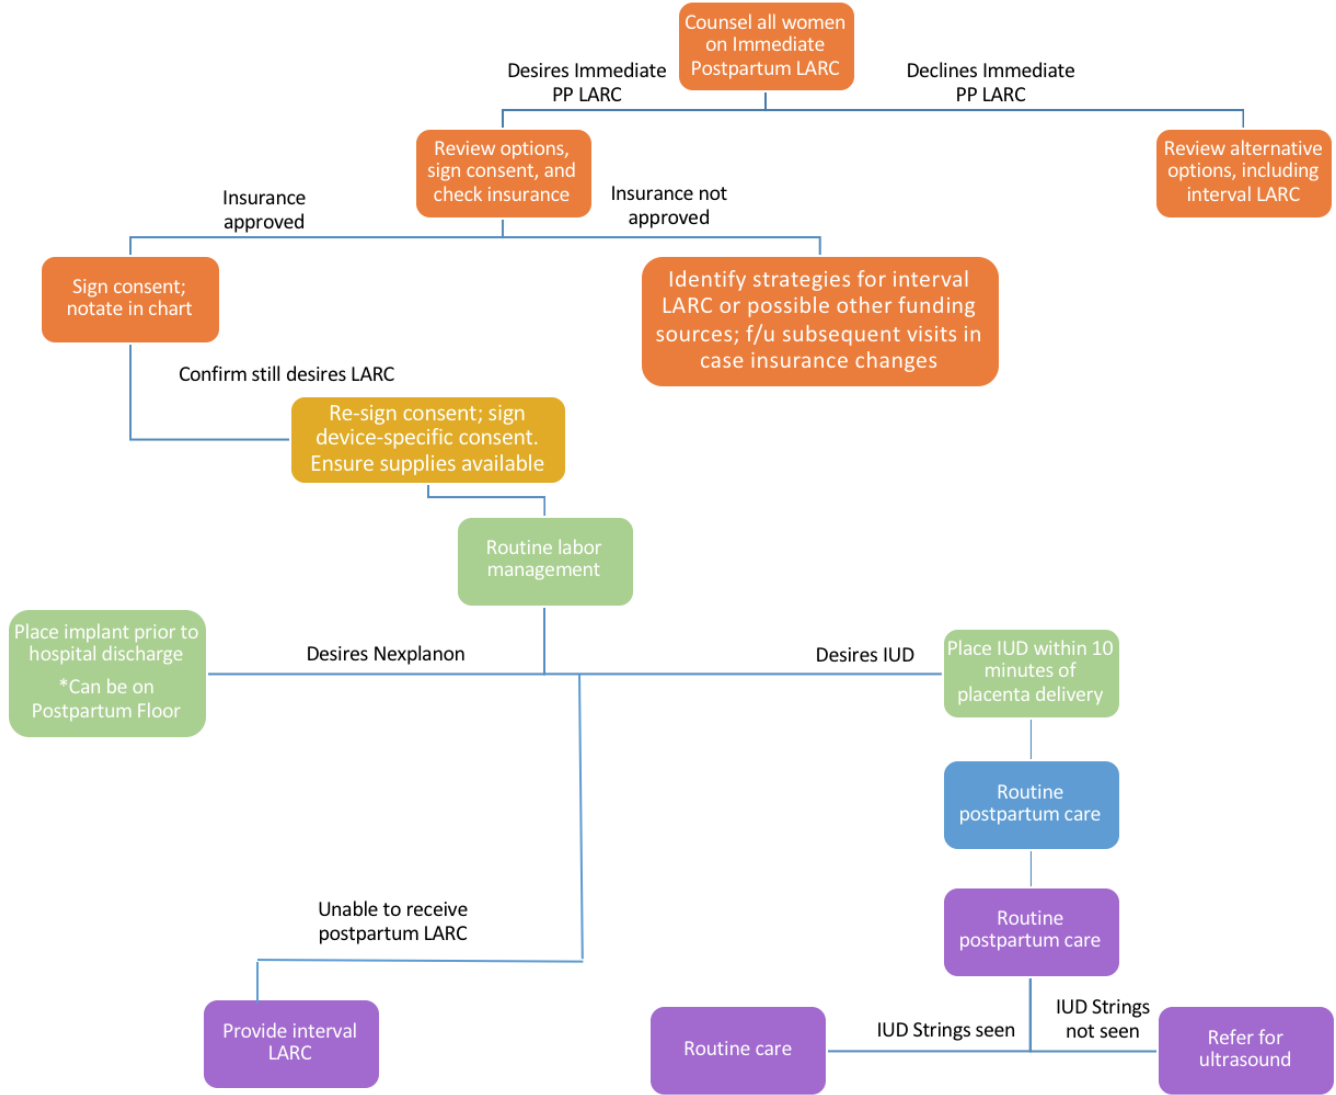 Counsel all women
on Immediate
Postpartum LARC
Desires Immediate
PP LARC
Declines Immediate
PP LARC
Review options,
sign consent, and
check insurance
Review alternative
options, including
interval LARC
Insurance
approved
Insurance not
approved
Sign consent;
notate in chart
Identify strategies for interval
LARC or possible other funding
sources; f/u subsequent visits in
case insurance changes
Confirm still desires LARC
Re-sign consent; sign
device-specific consent.
Ensure supplies available
Routine labor
management
Place implant prior to
hospital discharge
*Can be on
Postpartum Floor
Desires Nexplanon
Desires IUD
Place IUD within 10
minutes of
placenta delivery
Routine
postpartum care
Routine
postpartum care
Unable to receive
postpartum LARC
Provide interval
LARC
IUD Strings seen
IUD Strings
not seen
Routine care
Refer for
ultrasound